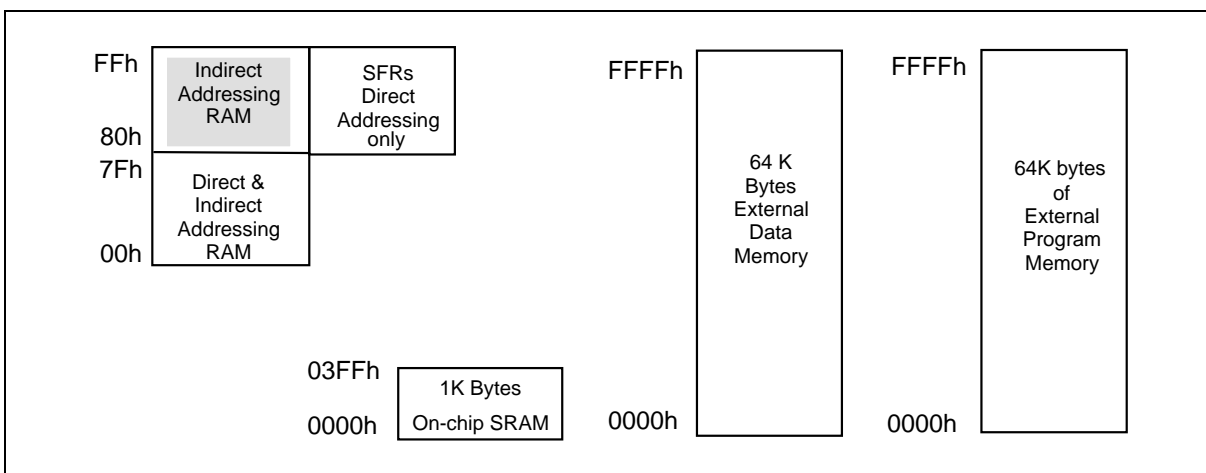 FFh
Indirect
Addressing
RAM
80h
SFRs
Direct
Addressing
only
7Fh
Direct &
Indirect
Addressing
RAM
00h
03FFh
1K Bytes
On-chip SRAM
0000h
FFFFh
64 K
Bytes
External
Data
Memory
0000h
FFFFh
64K bytes
of
External
Program
Memory
0000h